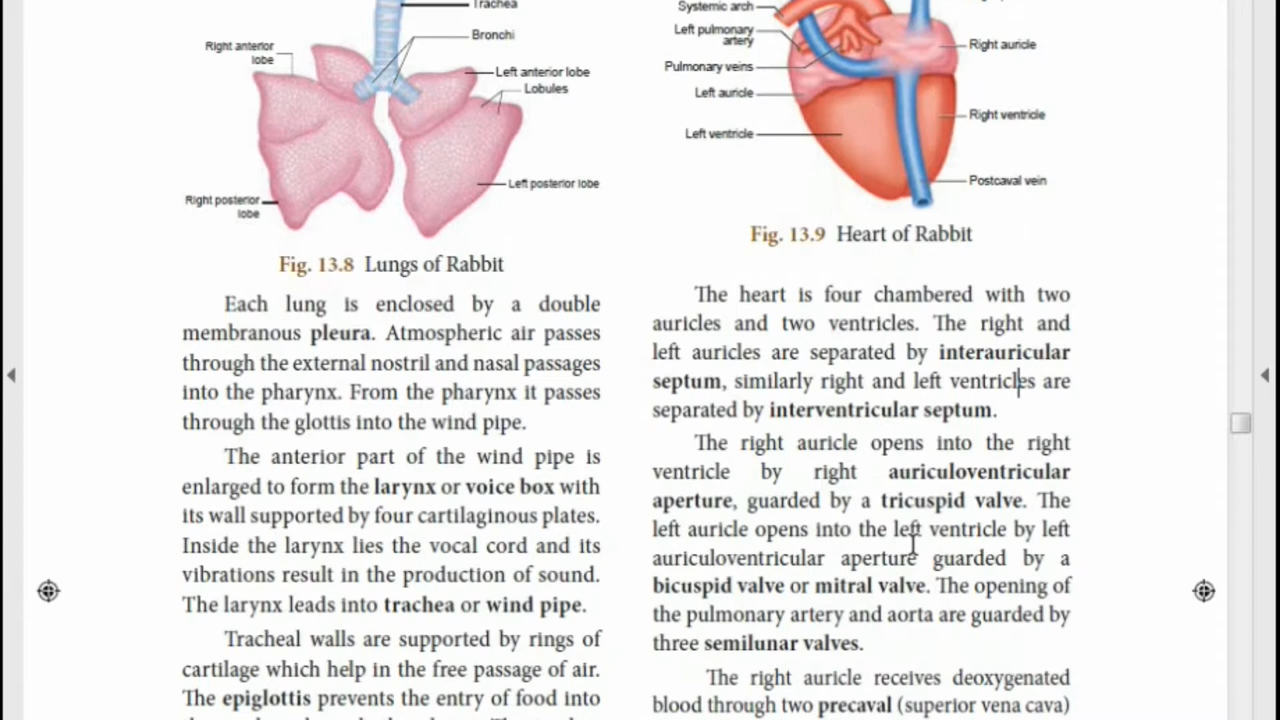 Trachea
Bronchi
Right anterior
lobe
Left anterior lobe
Lobules
Left posterior lobe
Right posterior
lobe
Fig. 13.8 Lungs of Rabbit
Each lung is enclosed by a double
membranous pleura. Atmospheric air passes
through the external nostril and nasal passages
into the pharynx. From the pharynx it passes
through the glottis into the wind pipe.
The anterior part of the wind pipe is
enlarged to form the larynx or voice box with
its wall supported by four cartilaginous plates.
Inside the larynx lies the vocal cord and its
vibrations result in the production of sound.
The larynx leads into trachea or wind pipe.
Tracheal walls are supported by rings of
cartilage which help in the free passage of air.
The epiglottis prevents the entry of food into
Systemic arch
Left pulmonary
artery
Pulmonary veins
Left auricle
Left ventricle
Right auricle
Right ventricle
Postcaval vein
Fig. 13.9 Heart of Rabbit
The heart is four chambered with two
auricles and two ventricles. The right and
left auricles are separated by interauricular
septum, similarly right and left ventricles are
separated by interventricular septum.
The right auricle opens into the right
ventricle by right auriculoventricular
aperture, guarded by a tricuspid valve. The
left auricle opens into the left ventricle by left
auriculoventricular aperture guarded by a
bicuspid valve or mitral valve. The opening of
the pulmonary artery and aorta are guarded by
three semilunar valves.
The right auricle receives deoxygenated
blood through two precaval (superior vena cava)